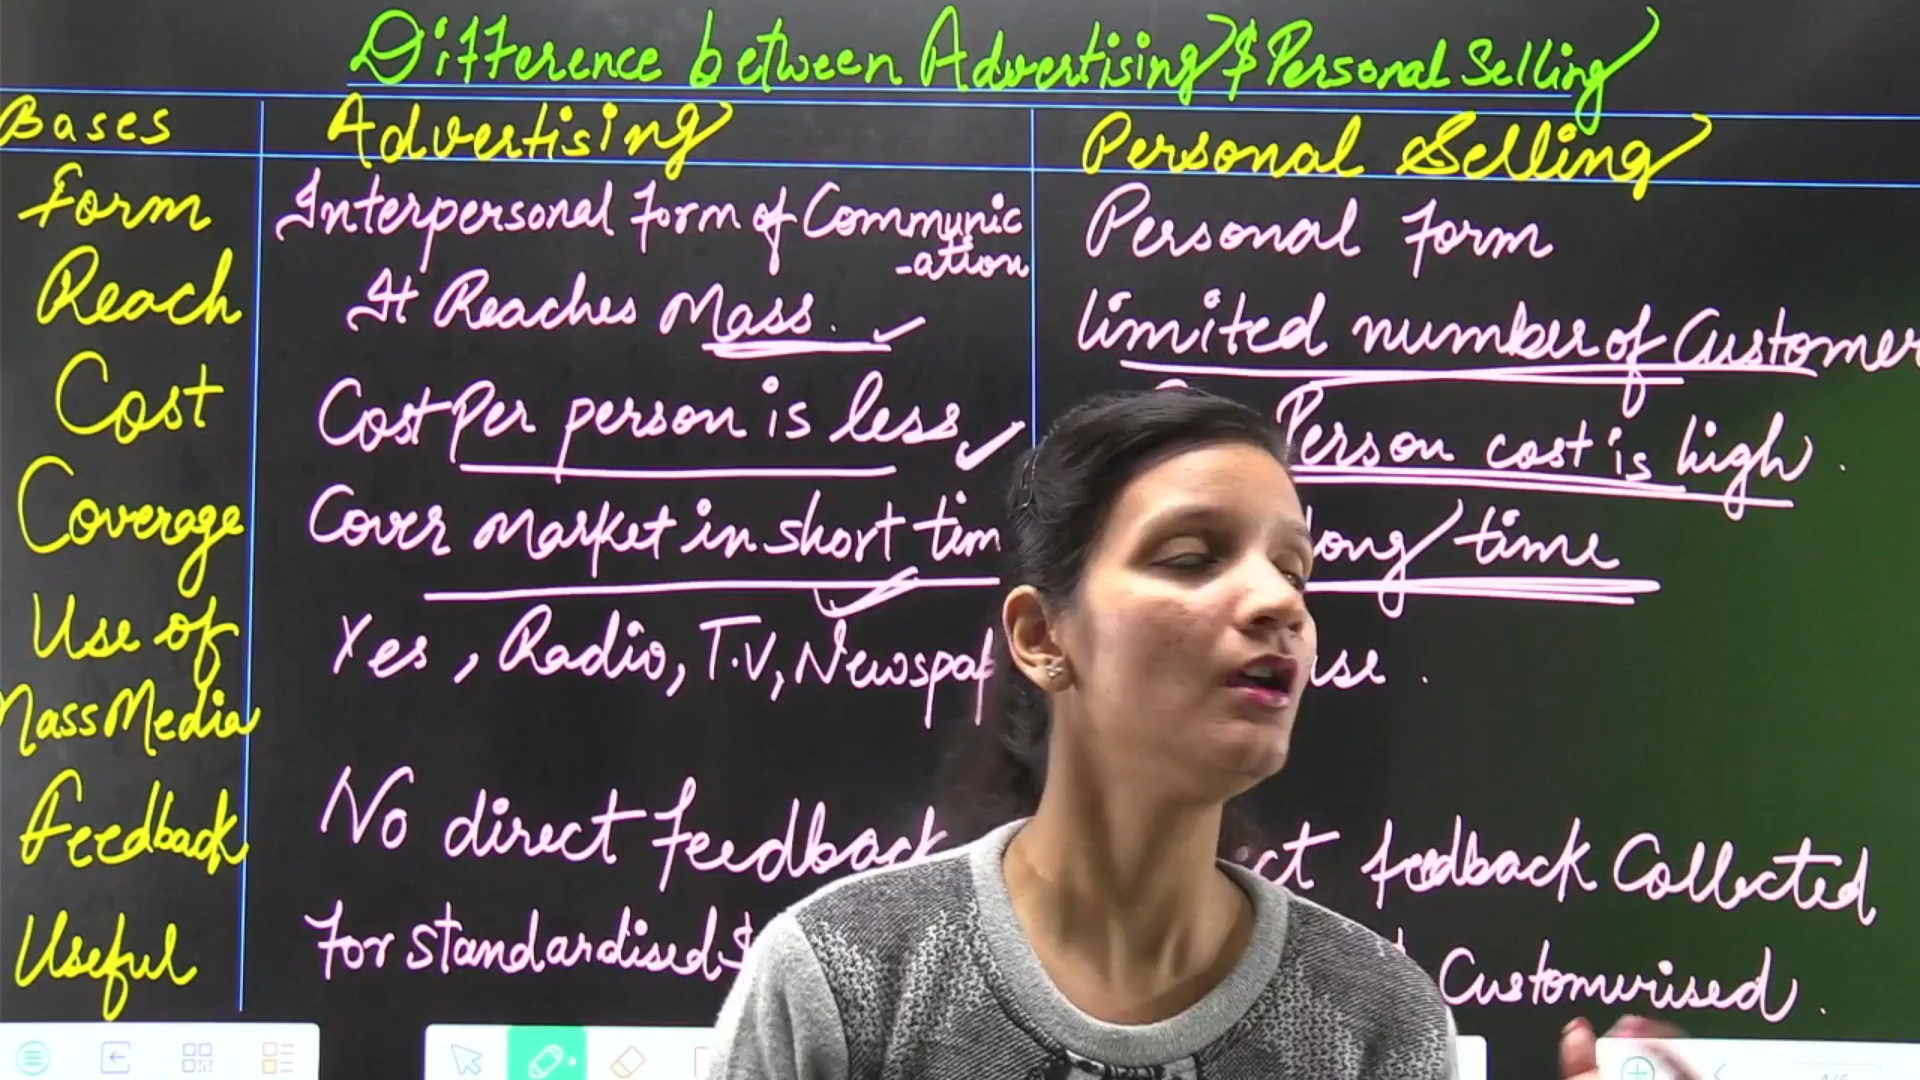 Difference between Advertising & Personal Selling
Bases Advertising Personal Selling
Form Interpersonal Form of Communic Personal Form
-ation
Reach It Reaches Mass. limited number of Customer
Cost Cost Per person is less Person cost is high.
Coverage Cover Market in short tim long time
Use of Yes, Radio, T.V, Newspap
Mass Media
Feedback No direct feedback feedback Collected
Useful For standardised & Customerised.